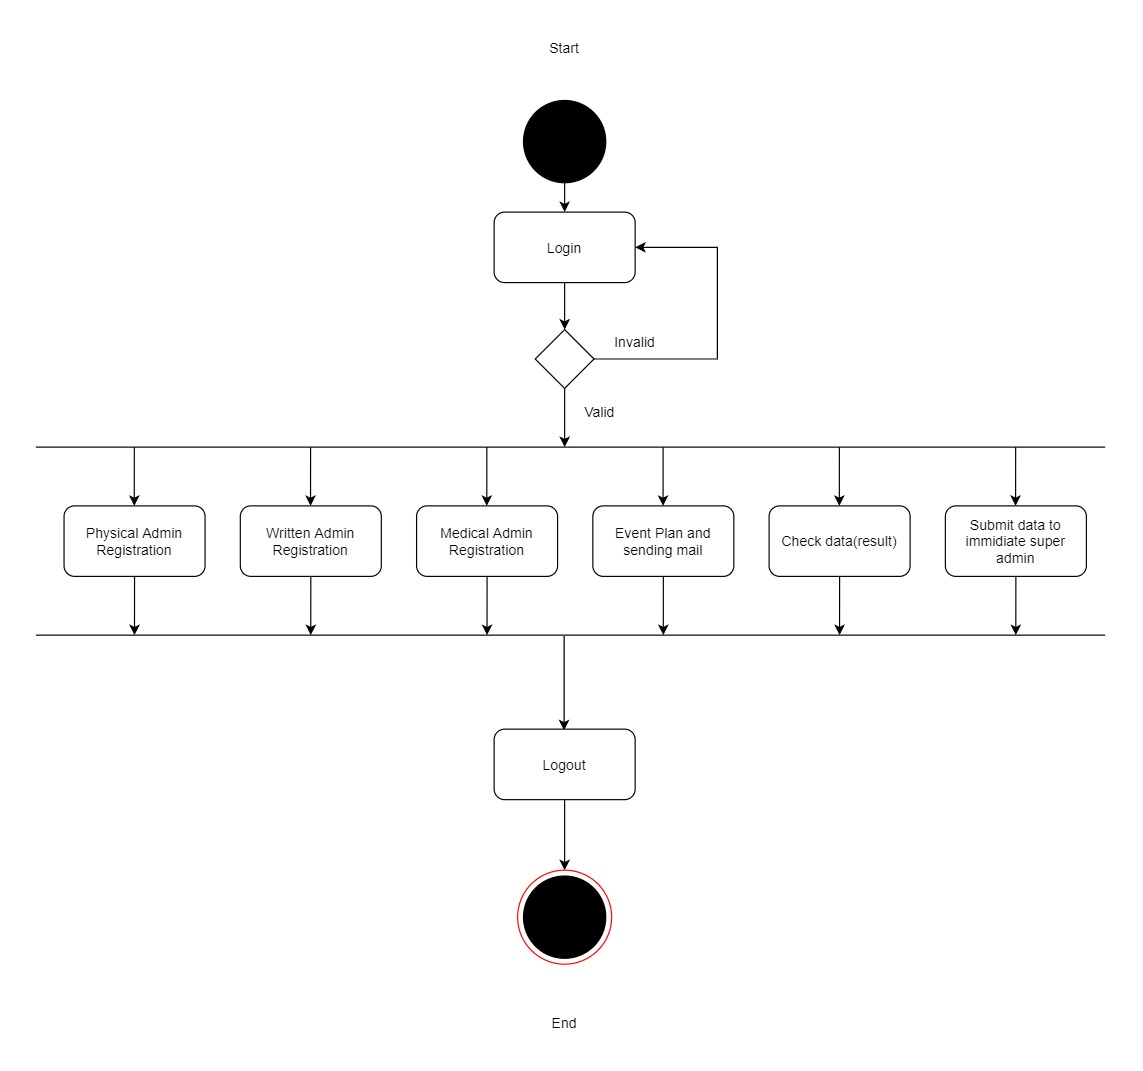 Start
Login
Invalid
Valid
Physical Admin
Registration
Written Admin
Registration
Medical Admin
Registration
Event Plan and
sending mail
Check data(result)
Submit data to
immidiate super
admin
Logout
End